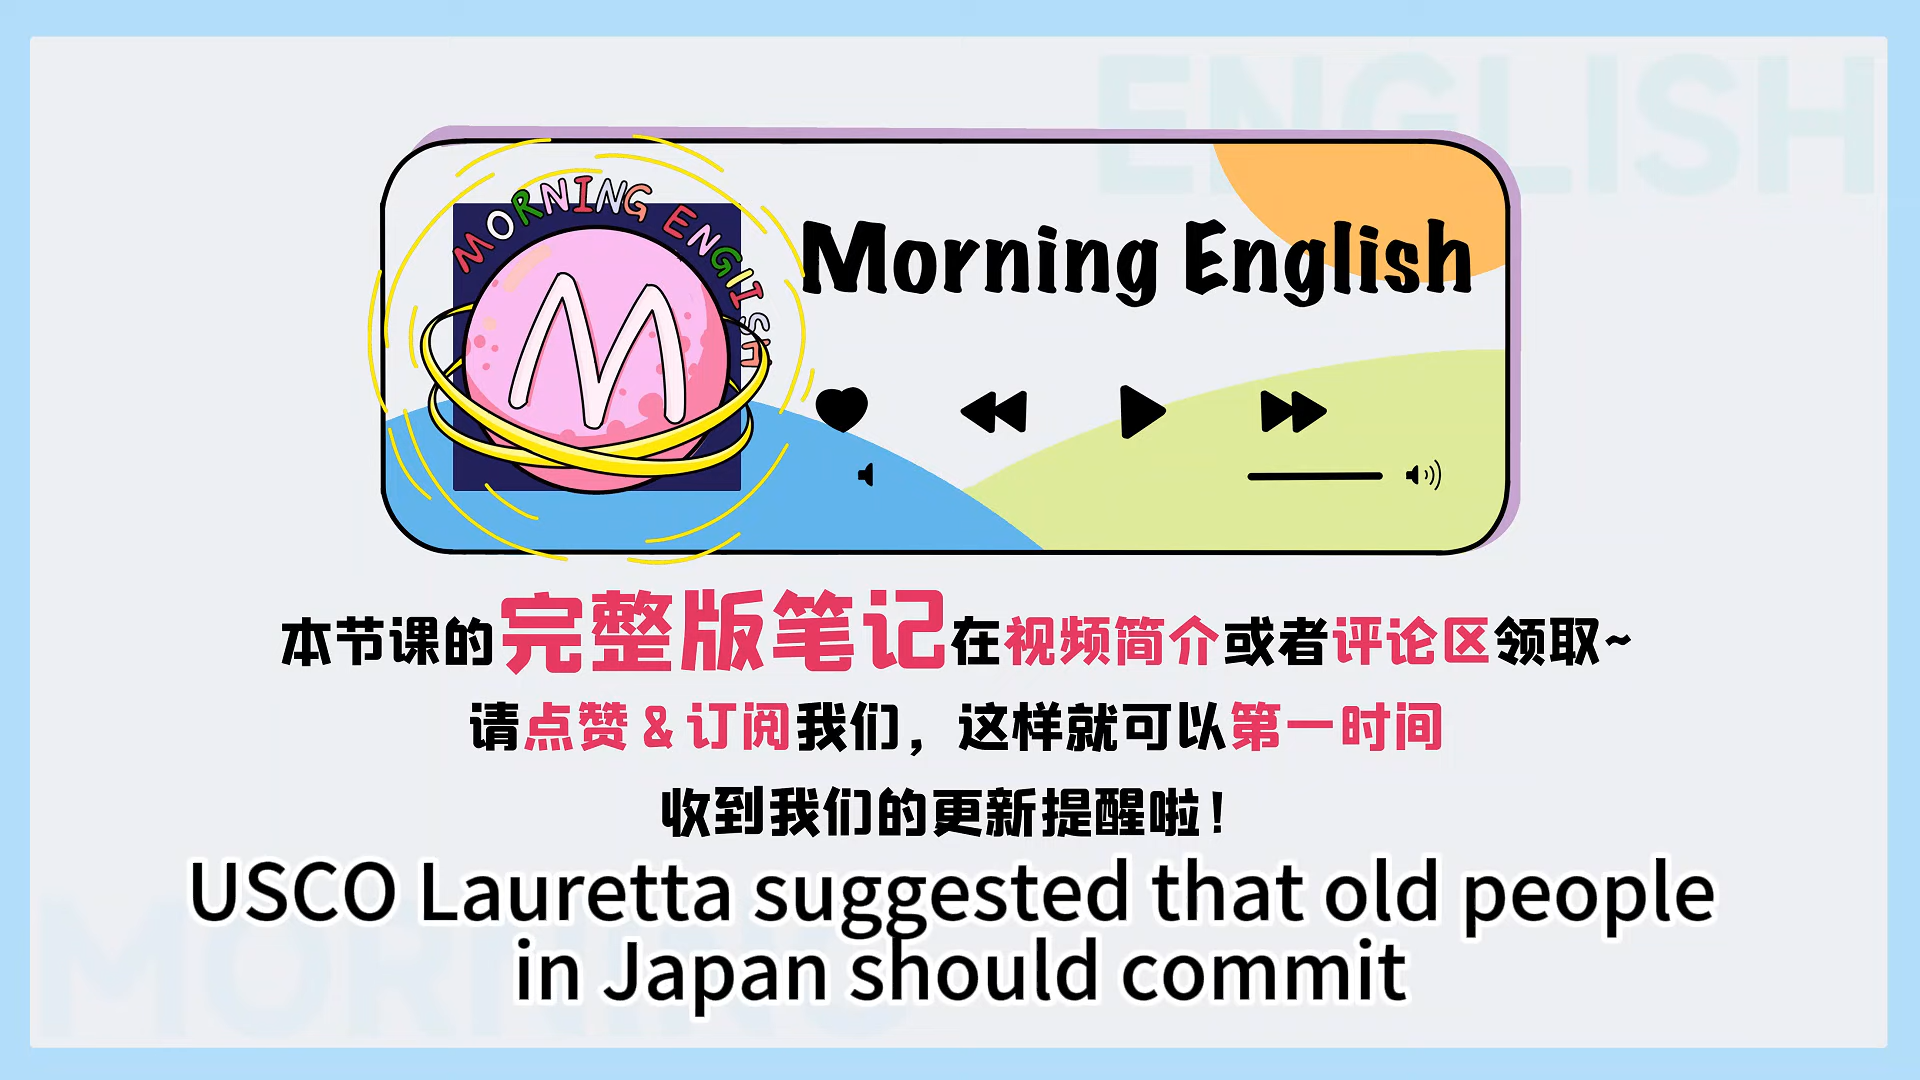 ENGLISH
MORNING ENGLISH
M
Morning English
本节课的完整版笔记在视频简介或者评论区领取~
请点赞&订阅我们，这样就可以第一时间
收到我们的更新提醒啦！
USCO Lauretta suggested that old people
in Japan should commit
MORNING